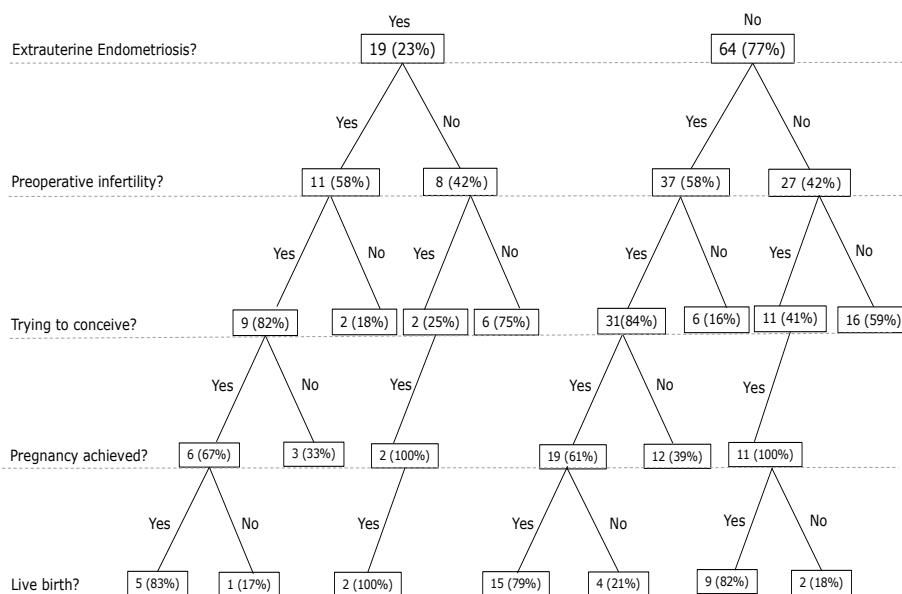 Yes No
Extrauterine Endometriosis? 19 (23%) 64 (77%)
Yes No Yes No
Preoperative infertility? 11 (58%) 8 (42%) 37 (58%) 27 (42%)
Yes No Yes No Yes No Yes No
Trying to conceive? 9 (82%) 2 (18%) 2 (25%) 6 (75%) 31(84%) 6 (16%) 11 (41%) 16 (59%)
Yes No Yes Yes No Yes
Pregnancy achieved? 6 (67%) 3 (33%) 2 (100%) 19 (61%) 12 (39%) 11 (100%)
Yes No Yes Yes No Yes No
Live birth? 5 (83%) 1 (17%) 2 (100%) 15 (79%) 4 (21%) 9 (82%) 2 (18%)